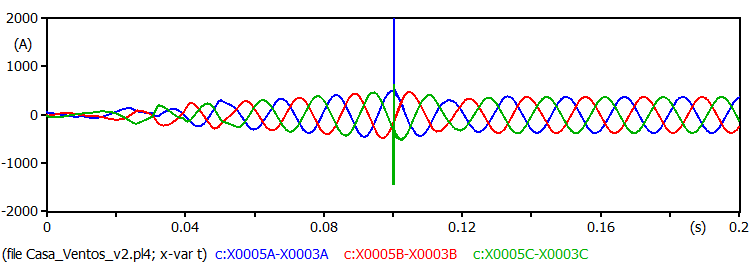 2000
(A)
1000
0
-1000
-2000
0 0.04 0.08 0.12 0.16 (s) 0.2
(file Casa_Ventos_v2.pl4; x-var t) c:X0005A-X0003A c:X0005B-X0003B c:X0005C-X0003C